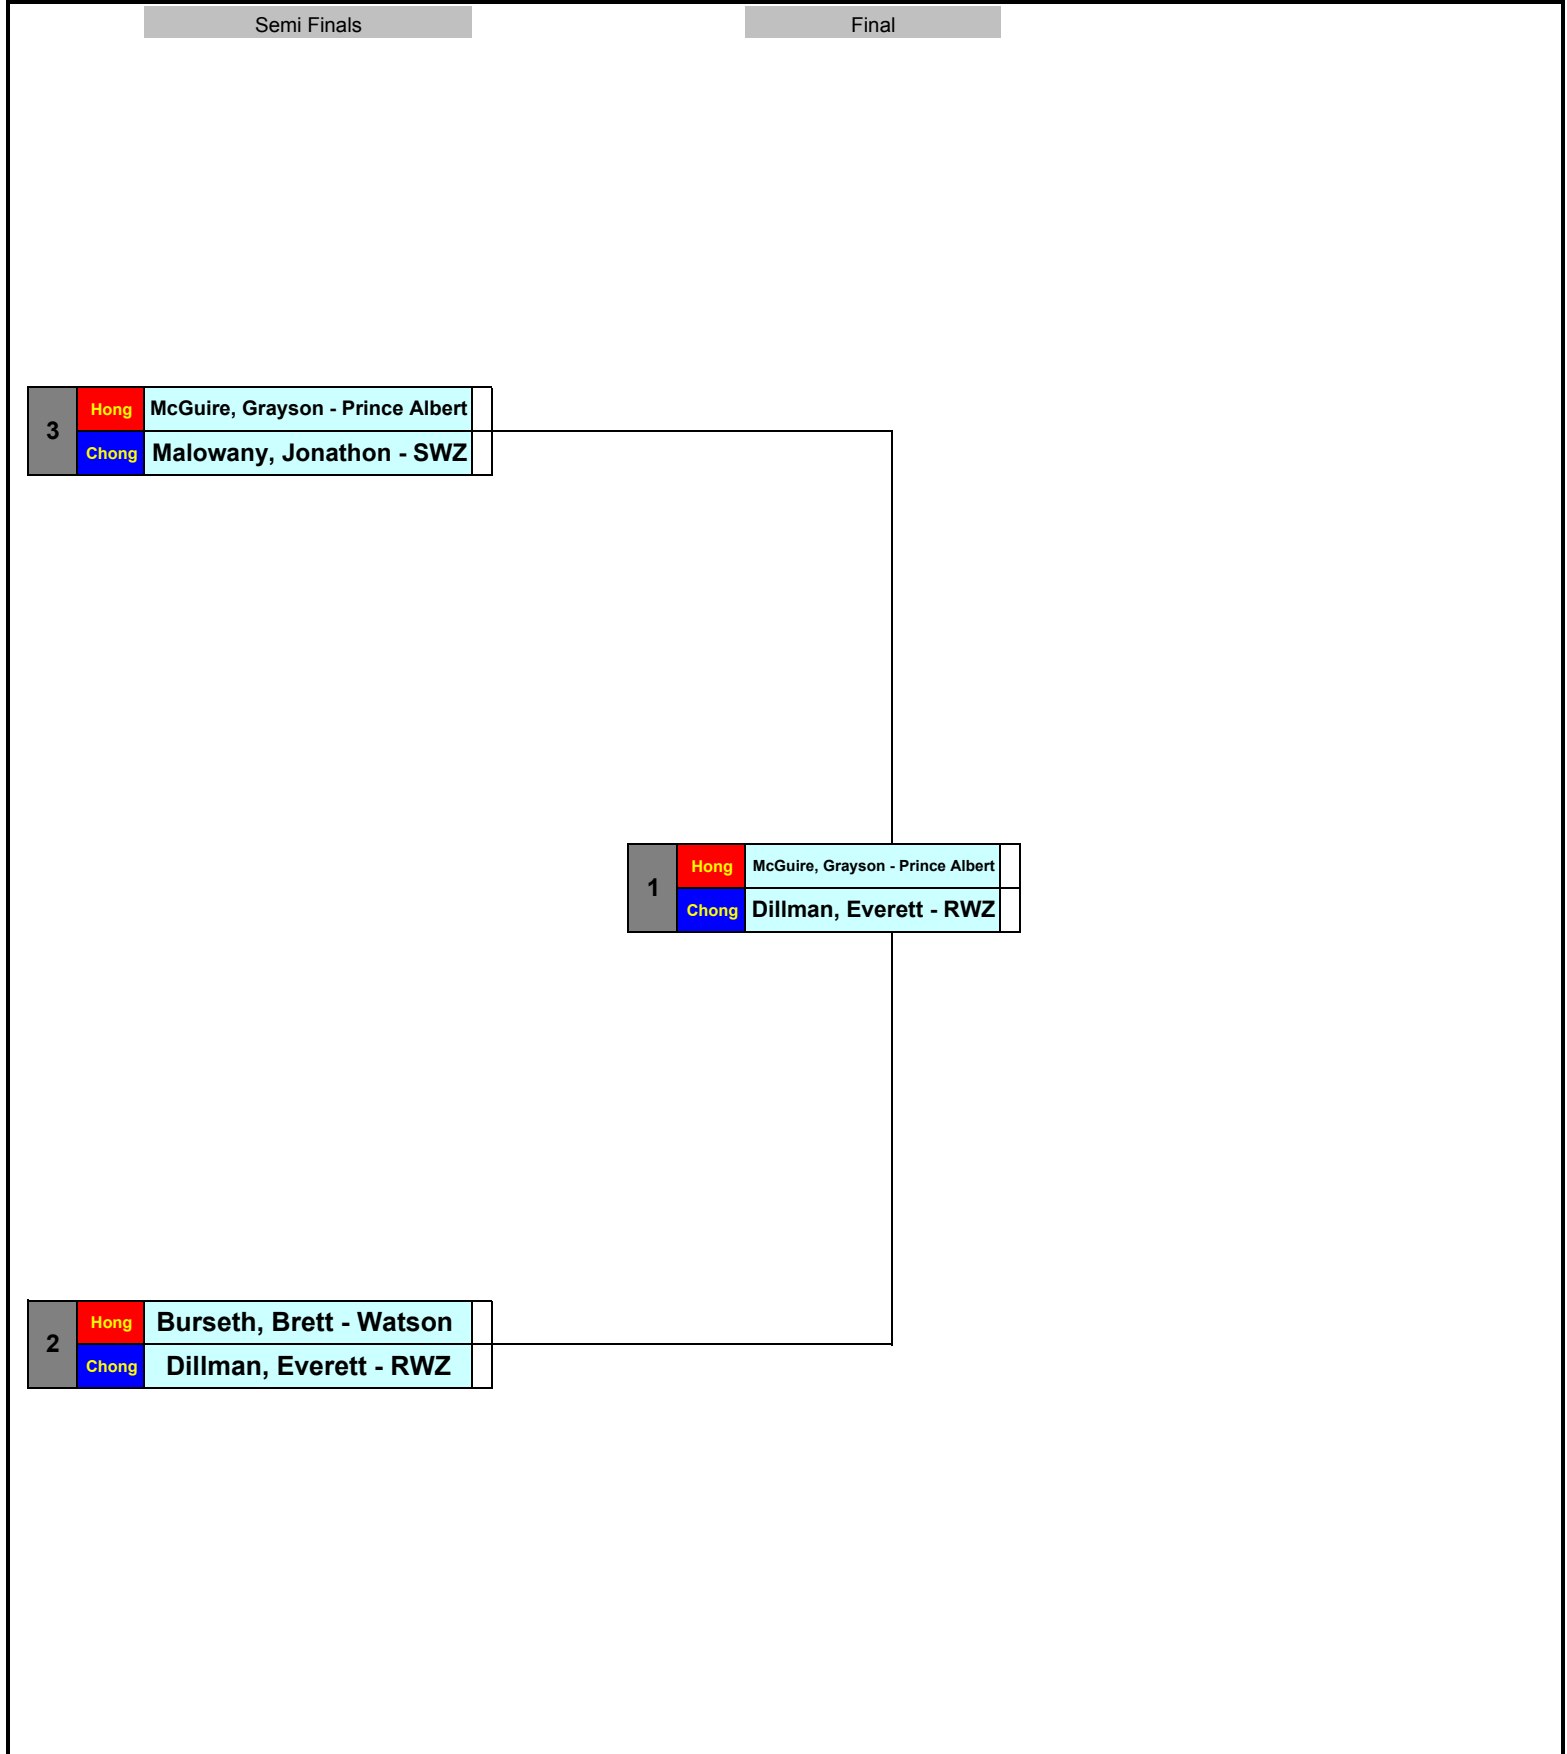 Semi Finals
Final
3
Hong
McGuire, Grayson - Prince Albert
Chong
Malowany, Jonathon - SWZ
1
Hong
McGuire, Grayson - Prince Albert
Chong
Dillman, Everett - RWZ
2
Hong
Burseth, Brett - Watson
Chong
Dillman, Everett - RWZ